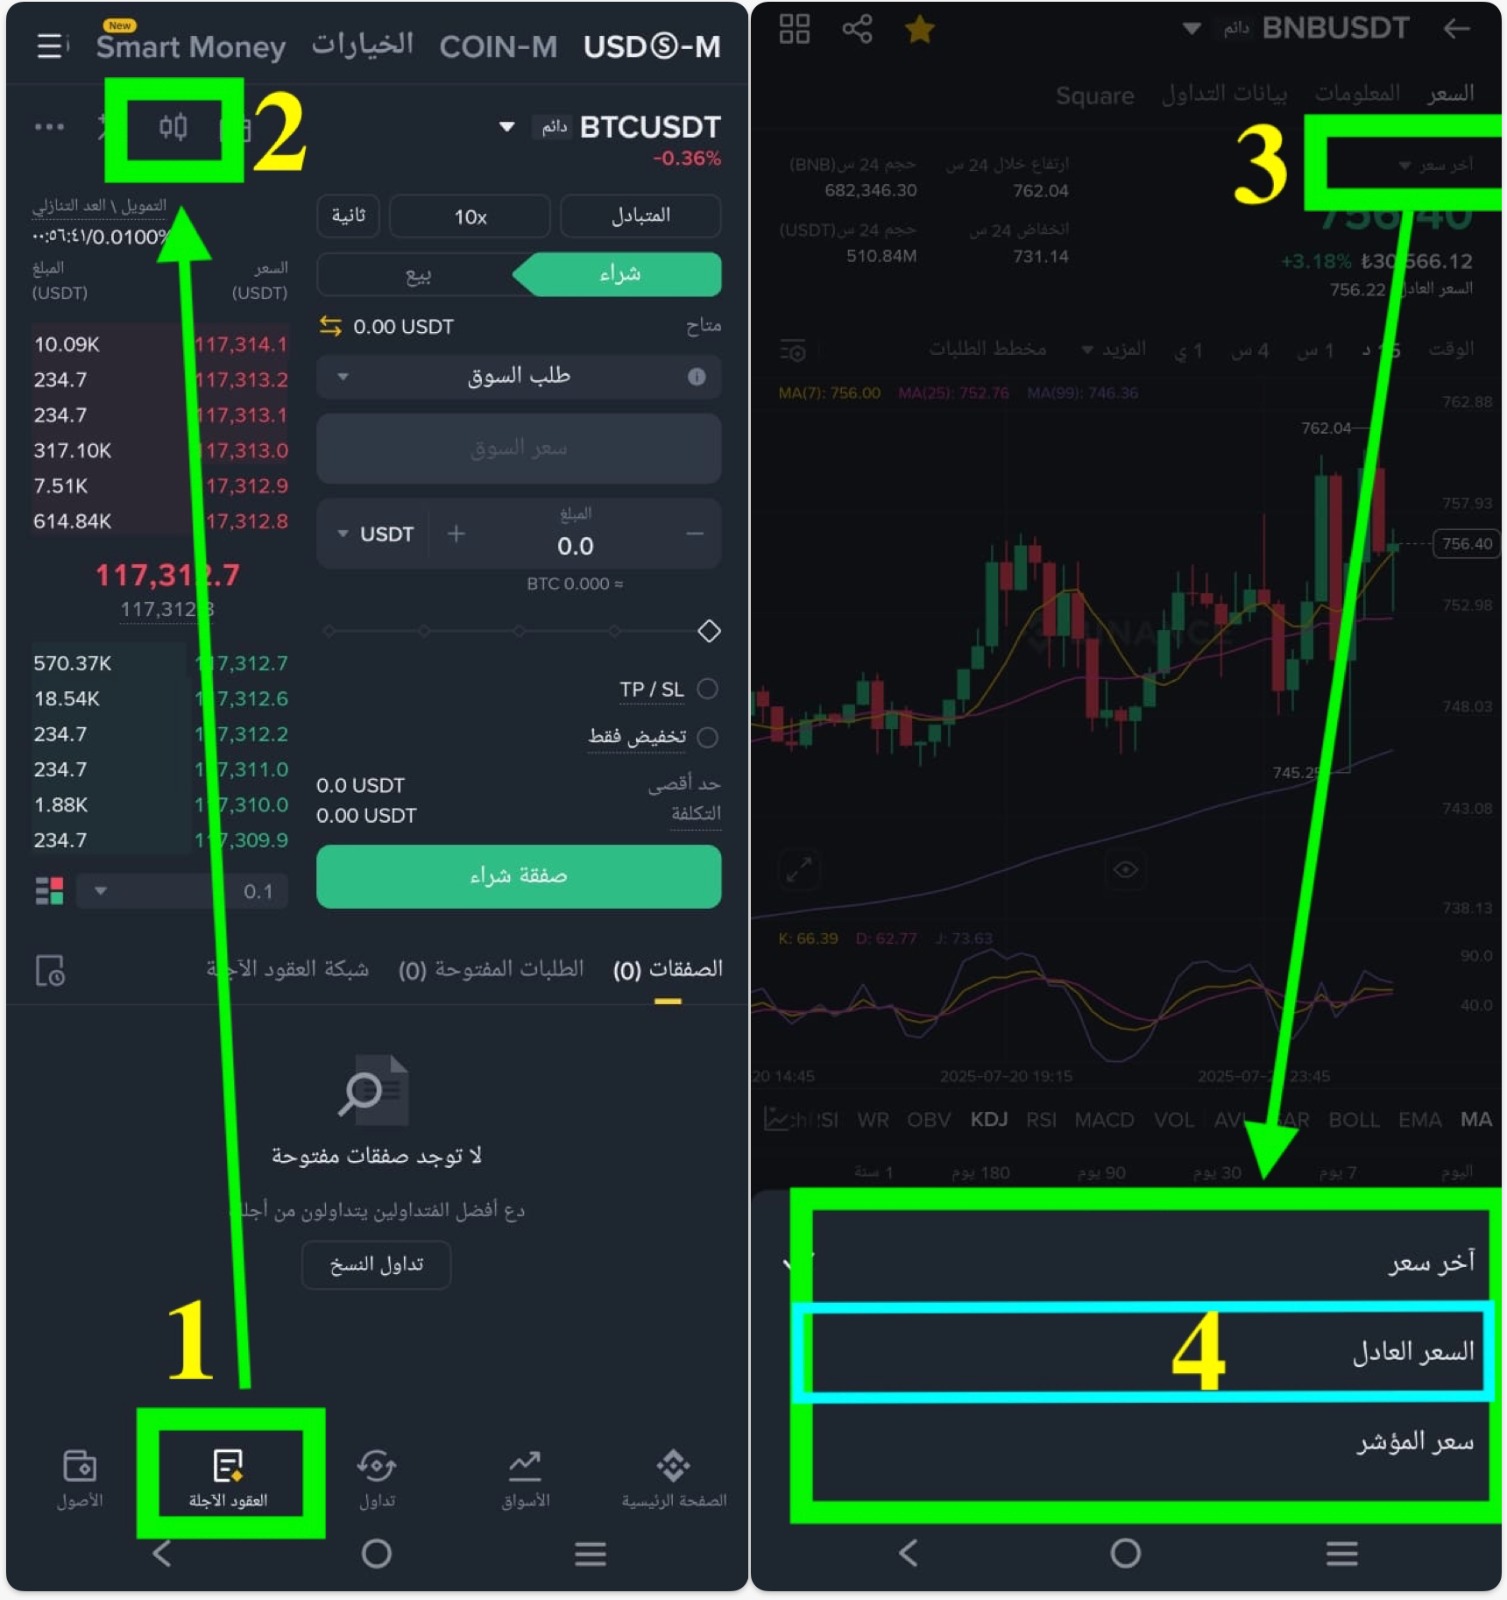 New
Smart Money الخيارات COIN-M USDⓈ-M
2
BTCUSDT دائم
-0.36%
التمويل \ العد التنازلي
٠٠:٥٦:٤١/0.0100%
المتبادل 10x ثانية
شراء بيع
السعر (USDT)
المبلغ (USDT)
متاح 0.00 USDT
طلب السوق
سعر السوق
المبلغ
USDT + 0.0 −
BTC 0.000 ≈
10.09K 117,314.1
234.7 117,313.2
234.7 117,313.1
317.10K 117,313.0
7.51K 117,312.9
614.84K 117,312.8
117,312.7
117,312.8
570.37K 117,312.7
18.54K 117,312.6
234.7 117,312.2
234.7 117,311.0
1.88K 117,310.0
234.7 117,309.9
0.1
TP / SL
تخفيض فقط
حد أقصى 0.0 USDT
التكلفة 0.00 USDT
صفقة شراء
الصفقات (0) الطلبات المفتوحة (0) شبكة العقود الآجلة
لا توجد صفقات مفتوحة
دع أفضل المتداولين يتداولون من أجلك
تداول النسخ
1
الصفحة الرئيسية الأسواق تداول العقود الآجلة الأصول
BNBUSDT دائم
السعر المعلومات بيانات التداول Square
3
آخر سعر
756.40
+3.18% ₺30,566.12
السعر العادل 756.22
ارتفاع خلال 24 س
762.04
حجم 24 س(BNB)
682,346.30
انخفاض 24 س
731.14
حجم 24 س(USDT)
510.84M
الوقت 15 د 1 س 4 س 1 ي المزيد مخطط الطلبات
MA(7): 756.00 MA(25): 752.76 MA(99): 746.36
762.88
762.04
757.93
756.40
752.98
BINANCE
748.03
745.25
743.08
738.13
K: 66.39 D: 62.77 J: 73.63
90.0
40.0
20 14:45 2025-07-20 19:15 2025-07-20 23:45
WR OBV KDJ RSI MACD VOL AVL SAR BOLL EMA MA
اليوم 7 يوم 30 يوم 90 يوم 180 يوم 1 سنة
آخر سعر
4
السعر العادل
سعر المؤشر